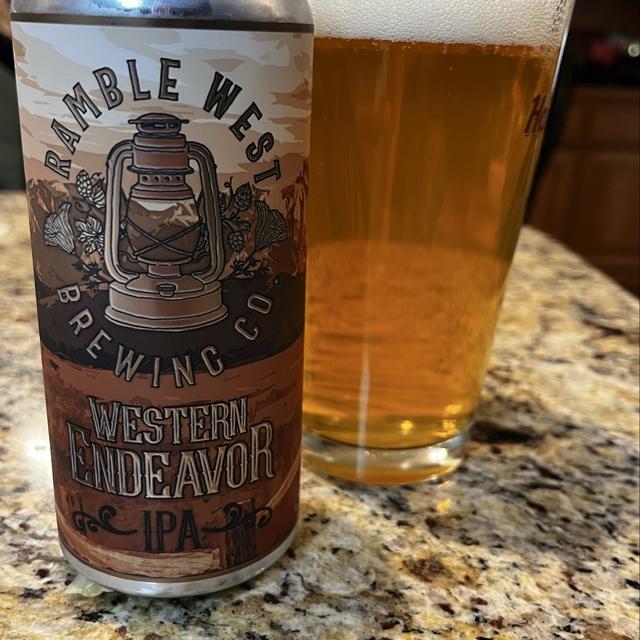 RAMBLE WEST
BREWING CO
WESTERN
ENDEAVOR
IPA